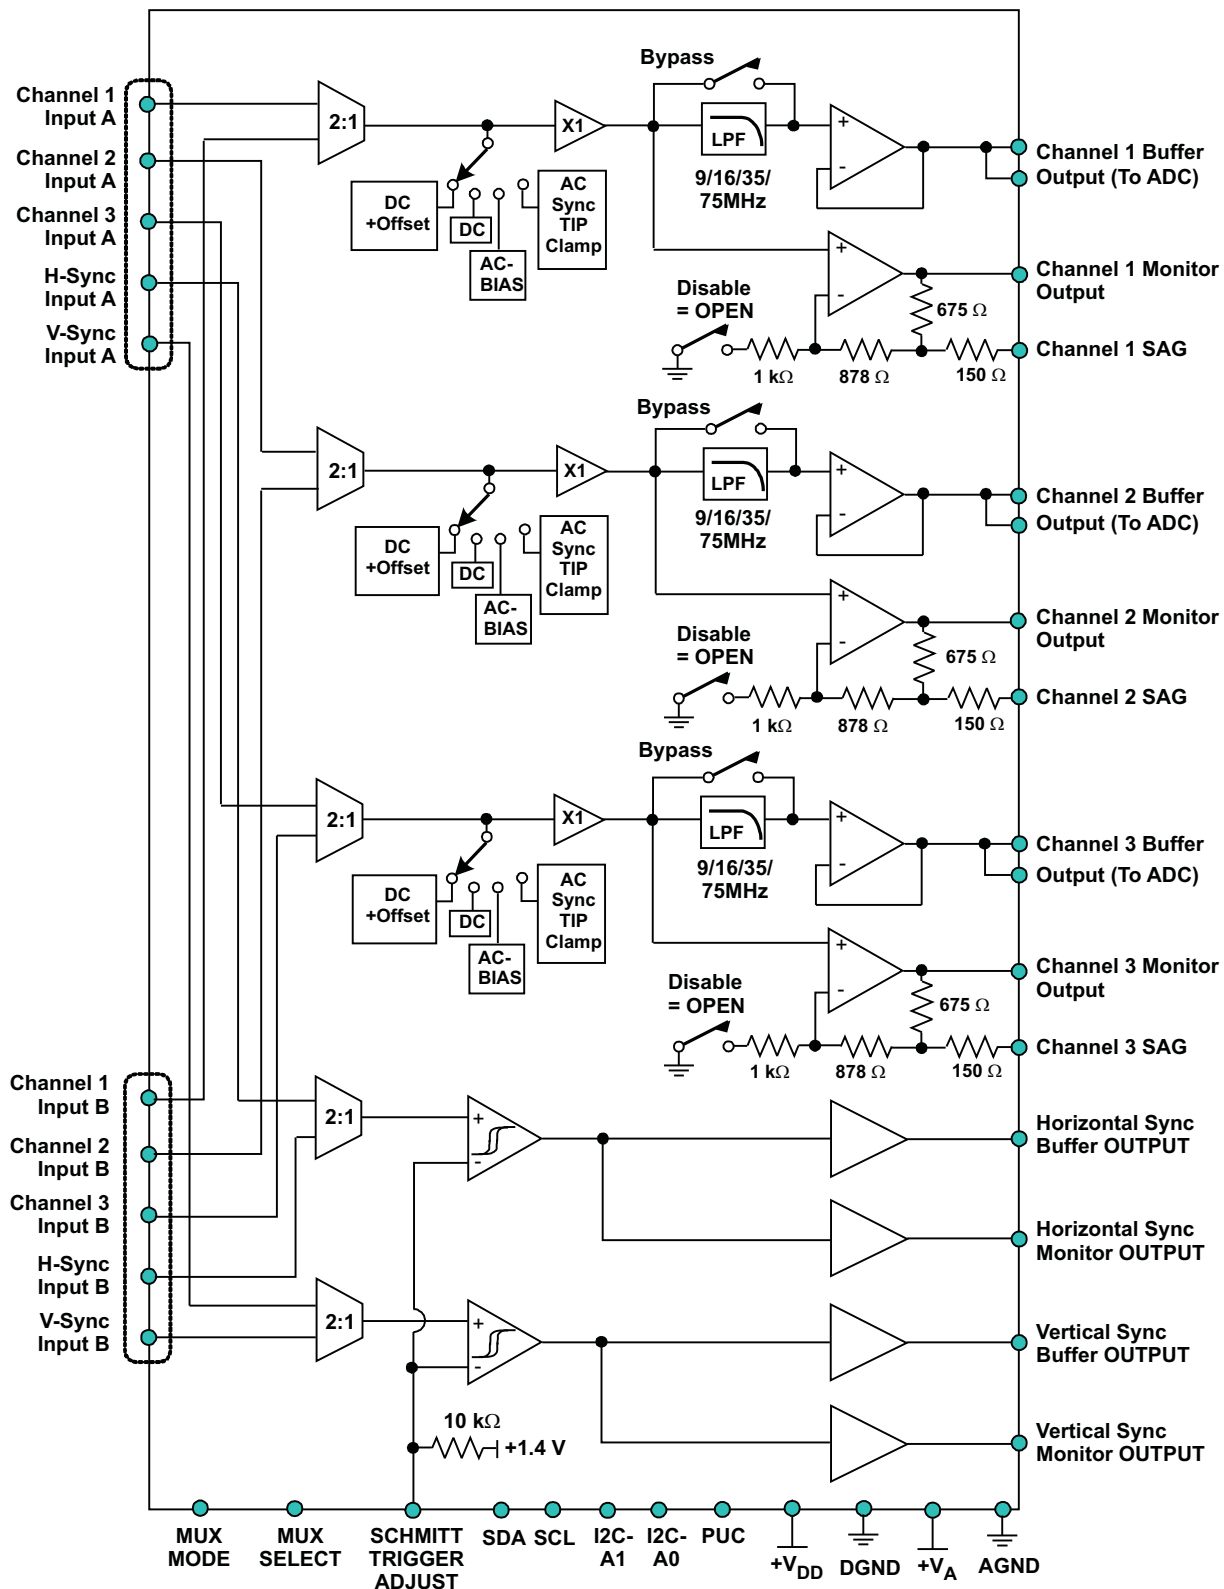 Channel 1
Input A
Channel 2
Input A
Channel 3
Input A
H-Sync
Input A
V-Sync
Input A
2:1
DC
+Offset
DC
AC-
BIAS
AC
Sync
TIP
Clamp
X1
Bypass
LPF
9/16/35/
75MHz
+
-
Channel 1 Buffer
Output (To ADC)
+
-
Channel 1 Monitor
Output
Disable
= OPEN
675 Ω
1 kΩ
878 Ω
150 Ω
Channel 1 SAG
2:1
DC
+Offset
DC
AC-
BIAS
AC
Sync
TIP
Clamp
X1
Bypass
LPF
9/16/35/
75MHz
+
-
Channel 2 Buffer
Output (To ADC)
+
-
Channel 2 Monitor
Output
Disable
= OPEN
675 Ω
1 kΩ
878 Ω
150 Ω
Channel 2 SAG
2:1
DC
+Offset
DC
AC-
BIAS
AC
Sync
TIP
Clamp
X1
Bypass
LPF
9/16/35/
75MHz
+
-
Channel 3 Buffer
Output (To ADC)
+
-
Channel 3 Monitor
Output
Disable
= OPEN
675 Ω
1 kΩ
878 Ω
150 Ω
Channel 3 SAG
Channel 1
Input B
Channel 2
Input B
Channel 3
Input B
H-Sync
Input B
V-Sync
Input B
2:1
+
-
Horizontal Sync
Buffer OUTPUT
Horizontal Sync
Monitor OUTPUT
2:1
+
-
Vertical Sync
Buffer OUTPUT
Vertical Sync
Monitor OUTPUT
10 kΩ
+1.4 V
MUX
MODE
MUX
SELECT
SCHMITT
TRIGGER
ADJUST
SDA
SCL
I2C-
A1
I2C-
A0
PUC
+VDD
DGND
+VA
AGND